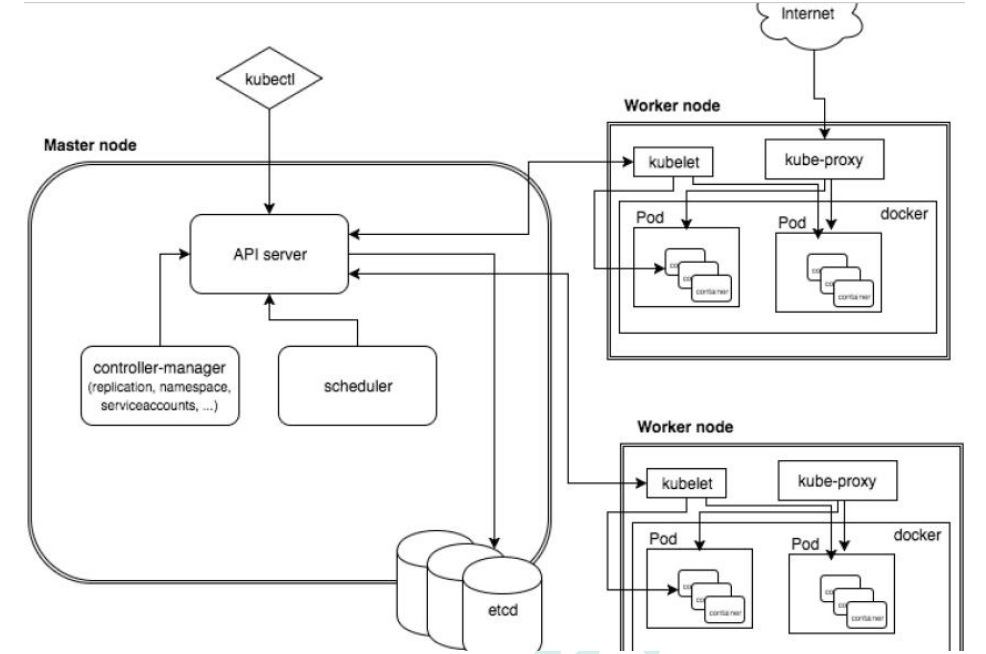 Internet
kubectl
Worker node
Master node
kubelet
kube-proxy
Pod
Pod
docker
API server
container
container
controller-manager
(replication, namespace,
serviceaccounts, ...)
scheduler
Worker node
kubelet
kube-proxy
Pod
Pod
docker
etcd
container
container